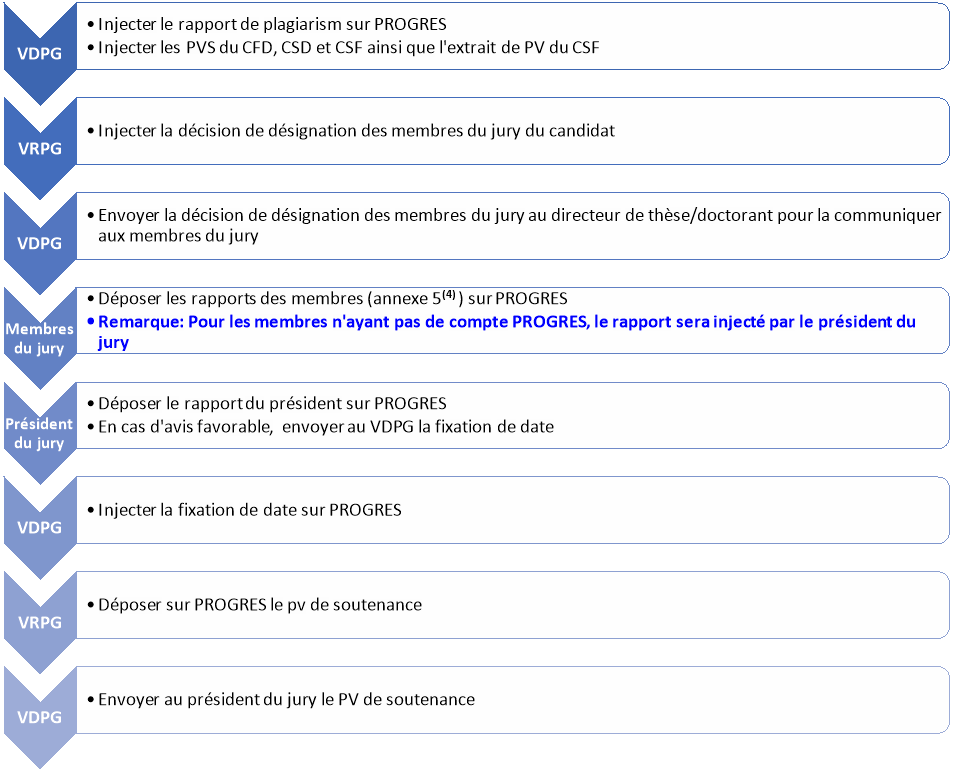 VDPG
• Injecter le rapport de plagiarism sur PROGRES
• Injecter les PVS du CFD, CSD et CSF ainsi que l'extrait de PV du CSF
VRPG
• Injecter la décision de désignation des membres du jury du candidat
VDPG
• Envoyer la décision de désignation des membres du jury au directeur de thèse/doctorant pour la communiquer
aux membres du jury
Membres
du jury
• Déposer les rapports des membres (annexe 5(4) ) sur PROGRES
• Remarque: Pour les membres n'ayant pas de compte PROGRES, le rapport sera injecté par le président du
jury
Président
du jury
• Déposer le rapport du président sur PROGRES
• En cas d'avis favorable, envoyer au VDPG la fixation de date
VDPG
• Injecter la fixation de date sur PROGRES
VRPG
• Déposer sur PROGRES le pv de soutenance
VDPG
• Envoyer au président du jury le PV de soutenance